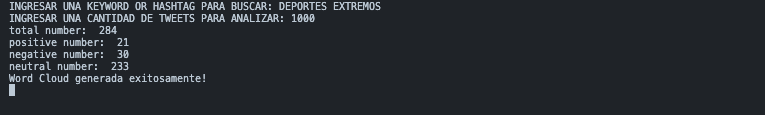 INGRESAR UNA KEYWORD OR HASHTAG PARA BUSCAR: DEPORTES EXTREMOS
INGRESAR UNA CANTIDAD DE TWEETS PARA ANALIZAR: 1000
total number:  284
positive number:  21
negative number:  30
neutral number:  233
Word Cloud generada exitosamente!